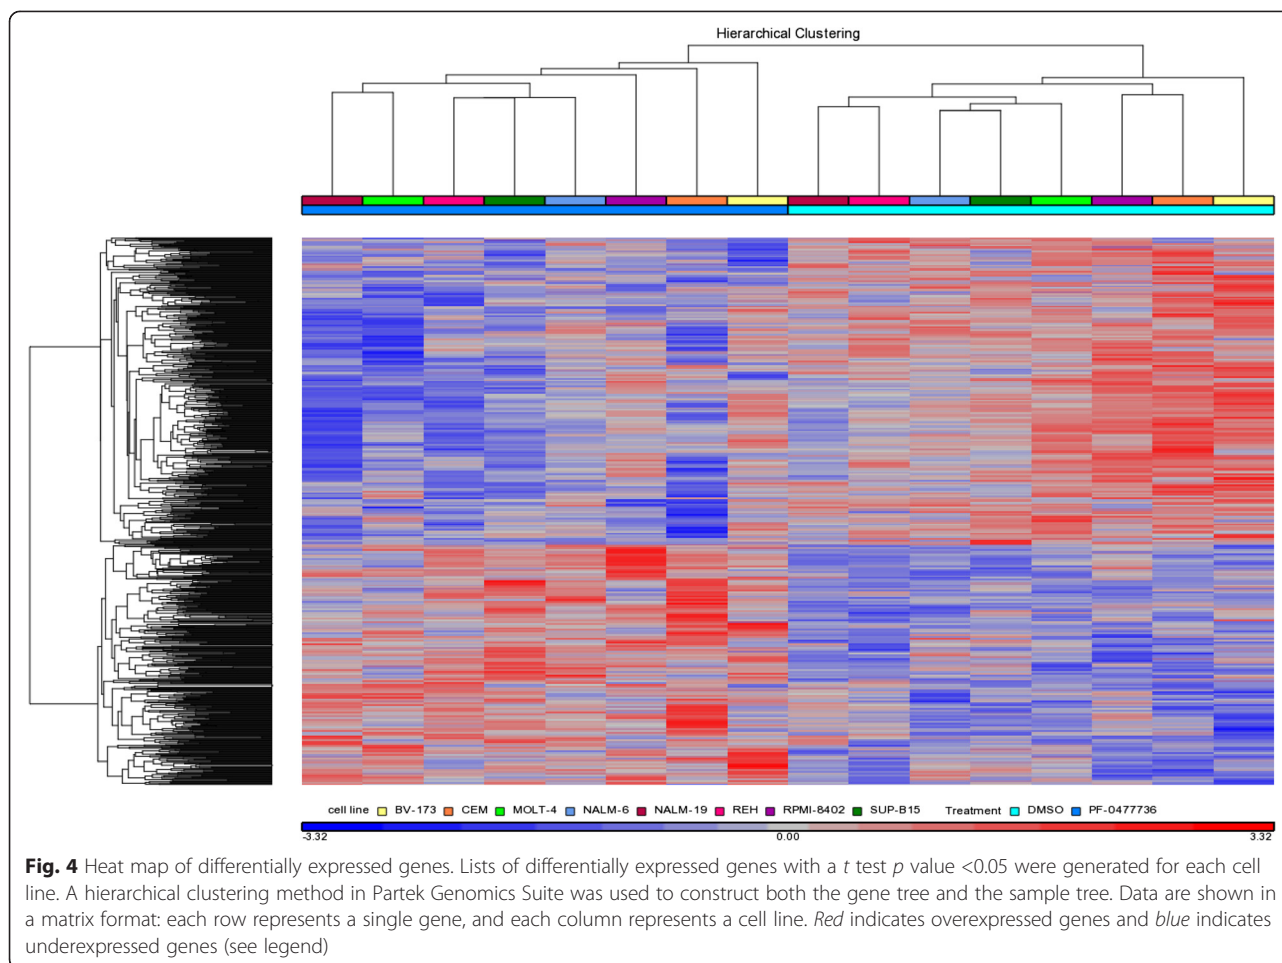 Hierarchical Clustering
cell line BV-173 CEM MOLT-4 NALM-6 NALM-19 REH RPMI-8402 SUP-B15 Treatment DMSO PF-0477736
-3.32 0.00 3.32
Fig. 4 Heat map of differentially expressed genes. Lists of differentially expressed genes with a t test p value <0.05 were generated for each cell
line. A hierarchical clustering method in Partek Genomics Suite was used to construct both the gene tree and the sample tree. Data are shown in
a matrix format: each row represents a single gene, and each column represents a cell line. Red indicates overexpressed genes and blue indicates
underexpressed genes (see legend)